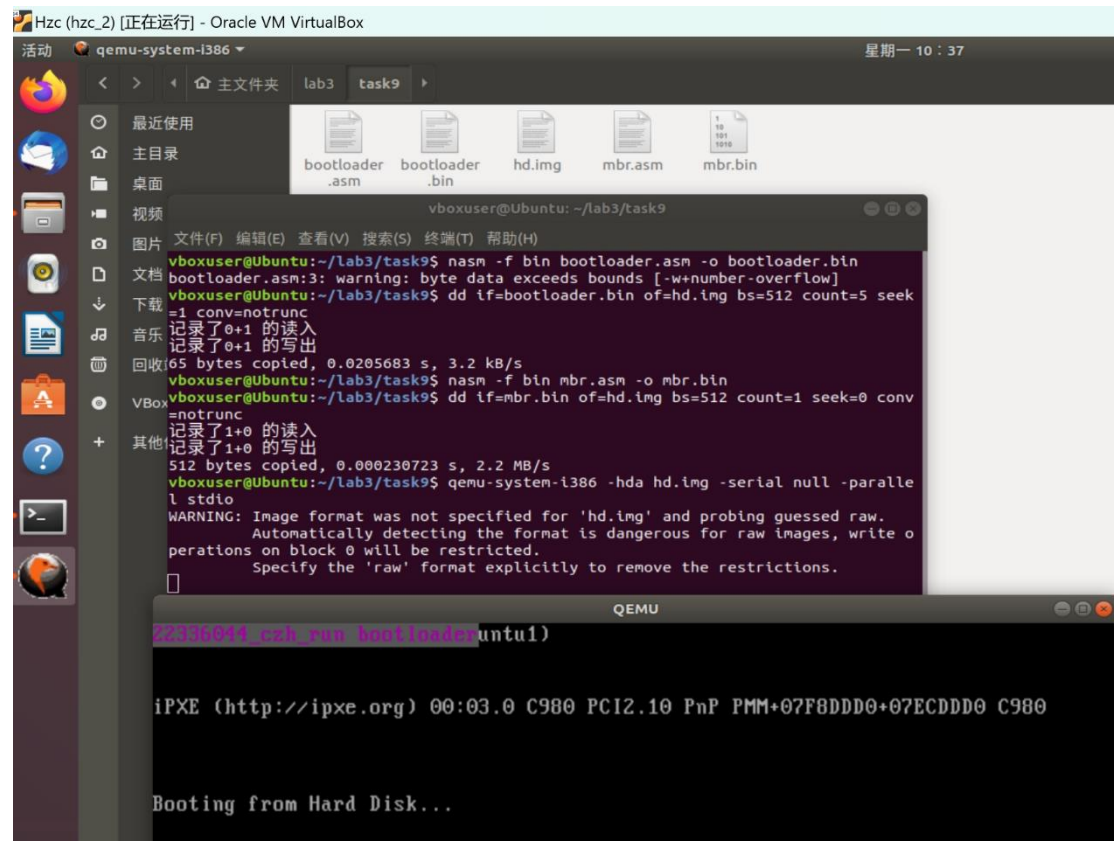 Hzc (hzc_2) [正在运行] - Oracle VM VirtualBox
活动 qemu-system-i386 星期一 10：37
主文件夹 lab3 task9
最近使用
主目录
桌面
视频
图片
文档
下载
音乐
VBox
+
bootloader.asm
bootloader.bin
hd.img
mbr.asm
mbr.bin
vboxuser@Ubuntu: ~/lab3/task9
文件(F) 编辑(E) 查看(V) 搜索(S) 终端(T) 帮助(H)
vboxuser@Ubuntu:~/lab3/task9$ nasm -f bin bootloader.asm -o bootloader.bin
bootloader.asm:3: warning: byte data exceeds bounds [-w+number-overflow]
vboxuser@Ubuntu:~/lab3/task9$ dd if=bootloader.bin of=hd.img bs=512 count=5 seek
=1 conv=notrunc
记录了0+1 的读入
记录了0+1 的写出
65 bytes copied, 0.0205683 s, 3.2 kB/s
vboxuser@Ubuntu:~/lab3/task9$ nasm -f bin mbr.asm -o mbr.bin
vboxuser@Ubuntu:~/lab3/task9$ dd if=mbr.bin of=hd.img bs=512 count=1 seek=0 conv
=notrunc
记录了1+0 的读入
记录了1+0 的写出
512 bytes copied, 0.000230723 s, 2.2 MB/s
vboxuser@Ubuntu:~/lab3/task9$ qemu-system-i386 -hda hd.img -serial null -paralle
l stdio
WARNING: Image format was not specified for 'hd.img' and probing guessed raw.
Automatically detecting the format is dangerous for raw images, write o
perations on block 0 will be restricted.
Specify the 'raw' format explicitly to remove the restrictions.
QEMU
22336044_czh_run bootloaderuntu1)
iPXE (http://ipxe.org) 00:03.0 C980 PCI2.10 PnP PMM+07F8DDD0+07ECDDD0 C980
Booting from Hard Disk...